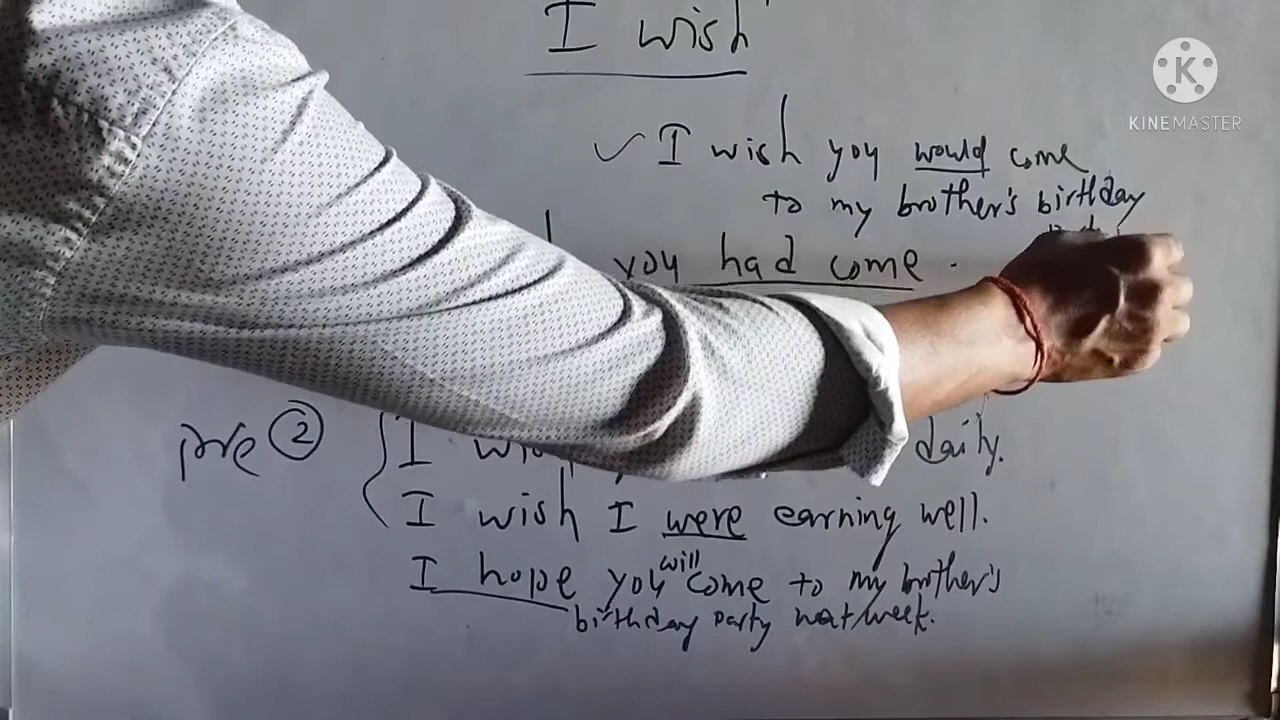 I wish
KINEMASTER
✓ I wish you would come
to my brother's birthday
you had come.
pre ② { I daily.
I wish I were earning well.
I hope you will come to my brother's
birthday party next week.